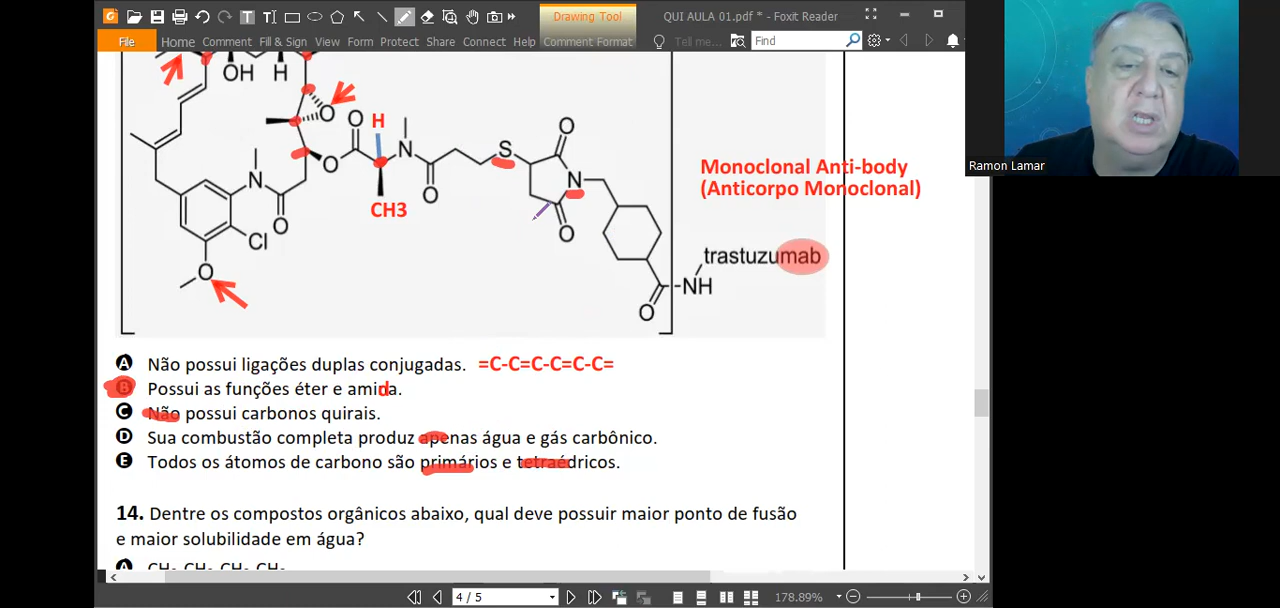 QUI AULA 01.pdf * - Foxit Reader
Drawing Tool
File Home Comment Fill & Sign View Form Protect Share Connect Help Comment Format Tell me... Find
Ramon Lamar
OH H
O
H
O O N S O
N
O
CH3
N O
O
Cl
O
O
NH
O
Monoclonal Anti-body
(Anticorpo Monoclonal)
trastuzumab
A Não possui ligações duplas conjugadas. =C-C=C-C=C-C=
B Possui as funções éter e amida.
C Não possui carbonos quirais.
D Sua combustão completa produz apenas água e gás carbônico.
E Todos os átomos de carbono são primários e tetraédricos.
14. Dentre os compostos orgânicos abaixo, qual deve possuir maior ponto de fusão
e maior solubilidade em água?
4 / 5
178.89%